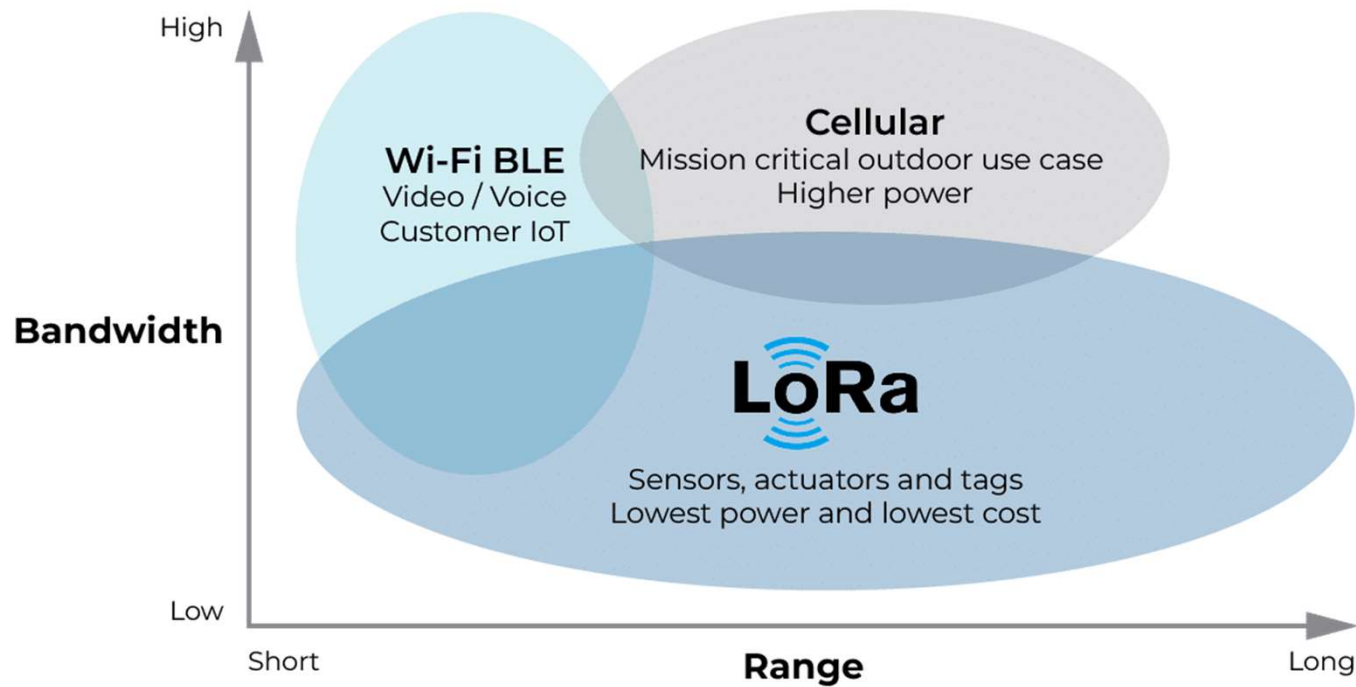 High
Cellular
Mission critical outdoor use case
Higher power
Wi-Fi BLE
Video / Voice
Customer IoT
Bandwidth
LoRa
Sensors, actuators and tags
Lowest power and lowest cost
Low
Short
Range
Long